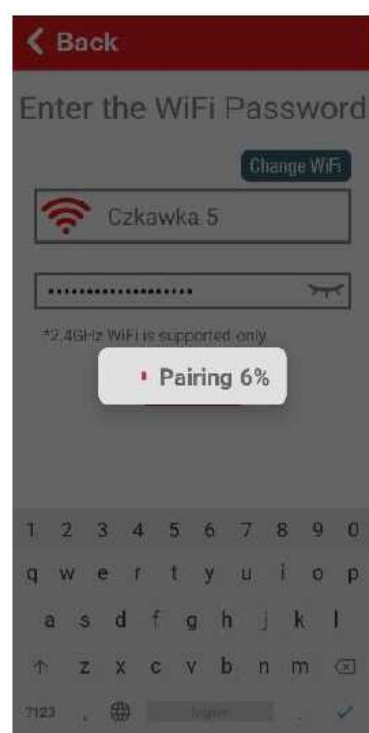 Back
Enter the WiFi Password
Change WiFi
Czkawka 5
••••••••••••••••••
*2.4GHz WiFi is supported only
Pairing 6%
1 2 3 4 5 6 7 8 9 0
q w e r t y u i o p
a s d f g h j k l
z x c v b n m
?123 , .